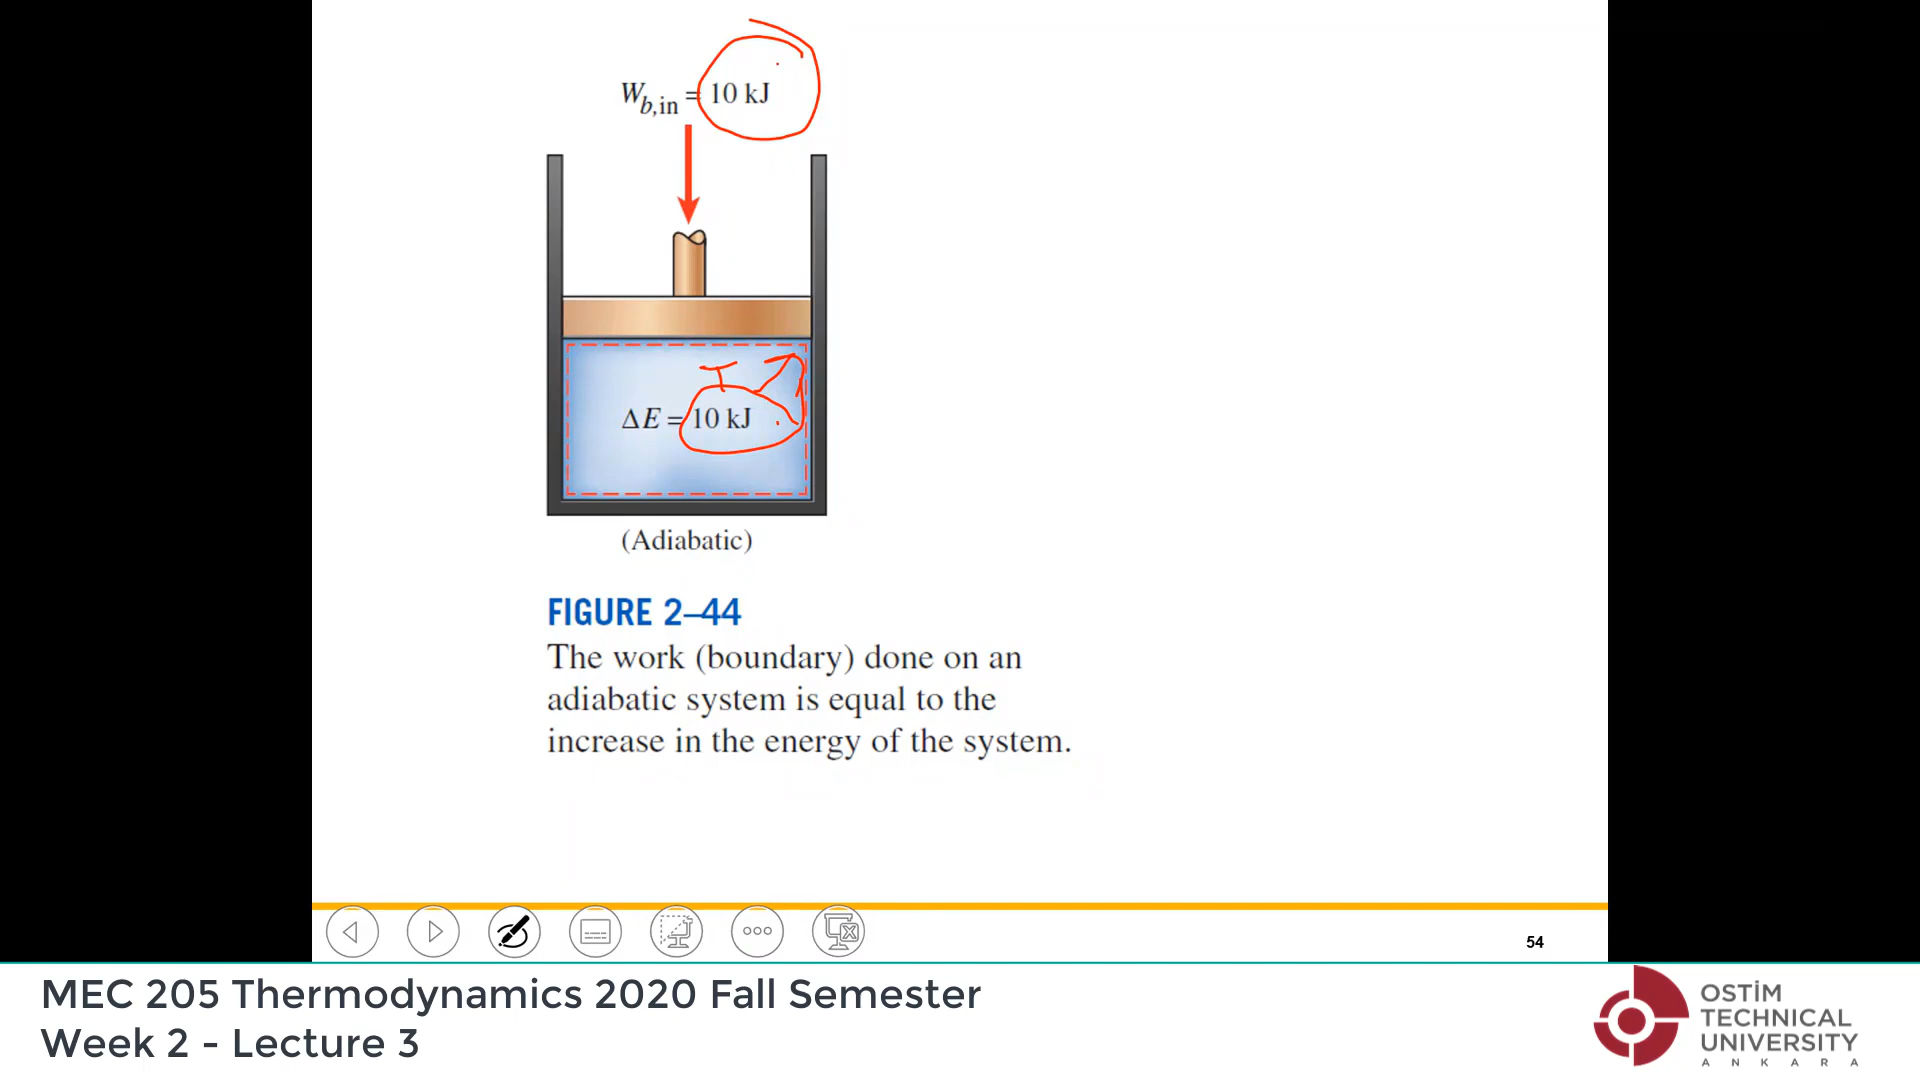 W_b,in = 10 kJ
T
ΔE = 10 kJ
(Adiabatic)
FIGURE 2–44
The work (boundary) done on an
adiabatic system is equal to the
increase in the energy of the system.
54
MEC 205 Thermodynamics 2020 Fall Semester
Week 2 - Lecture 3
OSTİM
TECHNICAL
UNIVERSITY
ANKARA